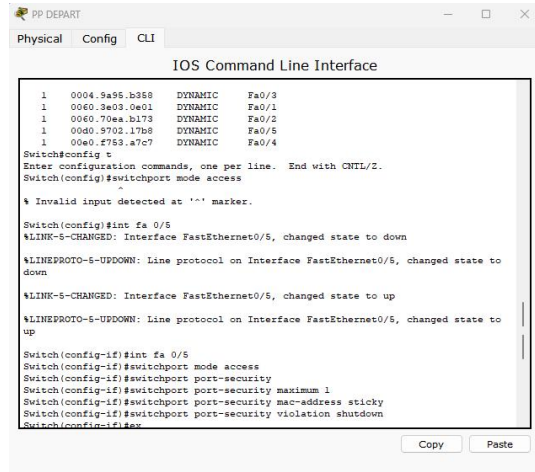 PP DEPART
Physical Config CLI
IOS Command Line Interface
1 0004.9a95.b358 DYNAMIC Fa0/3
1 0060.3e03.0e01 DYNAMIC Fa0/1
1 0060.70ea.b173 DYNAMIC Fa0/2
1 00d0.9702.17b8 DYNAMIC Fa0/5
1 00e0.f753.a7c7 DYNAMIC Fa0/4
Switch#config t
Enter configuration commands, one per line. End with CNTL/Z.
Switch(config)#switchport mode access
^
% Invalid input detected at '^' marker.
Switch(config)#int fa 0/5
%LINK-5-CHANGED: Interface FastEthernet0/5, changed state to down
%LINEPROTO-5-UPDOWN: Line protocol on Interface FastEthernet0/5, changed state to
down
%LINK-5-CHANGED: Interface FastEthernet0/5, changed state to up
%LINEPROTO-5-UPDOWN: Line protocol on Interface FastEthernet0/5, changed state to
up
Switch(config-if)#int fa 0/5
Switch(config-if)#switchport mode access
Switch(config-if)#switchport port-security
Switch(config-if)#switchport port-security maximum 1
Switch(config-if)#switchport port-security mac-address sticky
Switch(config-if)#switchport port-security violation shutdown
Switch(config-if)#ex
Copy Paste